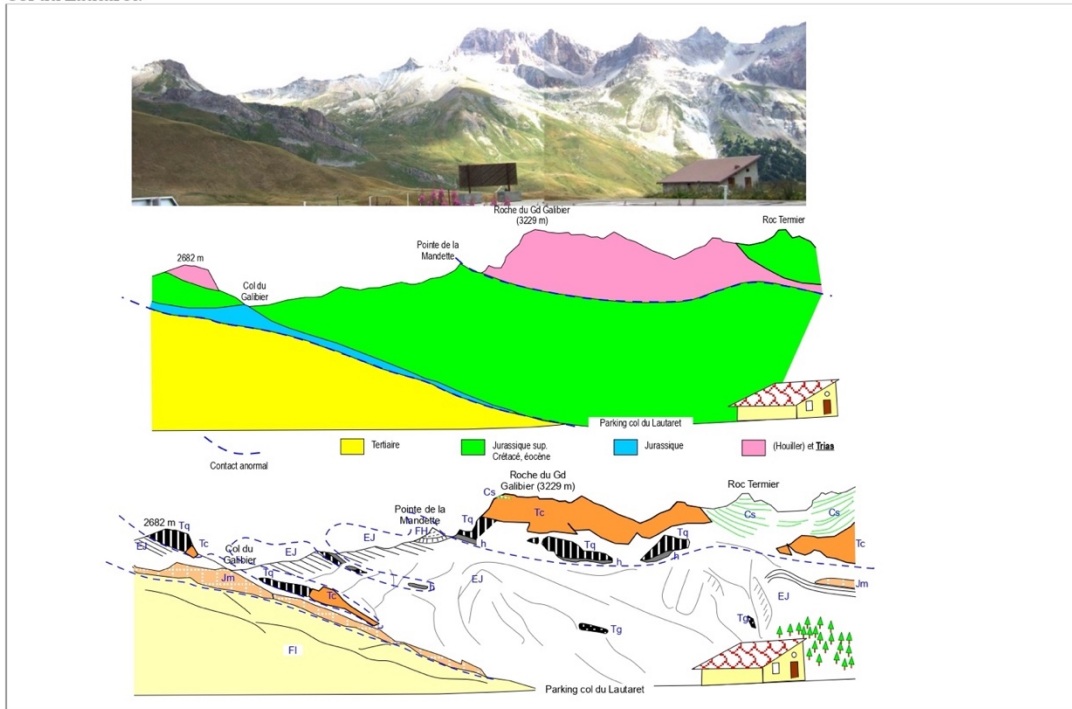 Roche du Gd Galibier
(3229 m)
Roc Termier
Pointe de la
Mandette
2682 m
Col du
Galibier
Parking col du Lautaret
Contact anormal
Tertiaire
Jurassique sup.
Crétacé, éocène
Jurassique
(Houiller) et Trias
Roche du Gd
Galibier (3229 m)
Roc Termier
Cs
Pointe de la
Mandette
2682 m
Tq
Tq
FH
Tc
Cs
Cs
EJ
Tc
Col du
Galibier
EJ
EJ
h
Tq
h
Tq
h
Tc
Jm
Tq
h
EJ
Jm
Tc
EJ
Tg
Tg
FI
Parking col du Lautaret